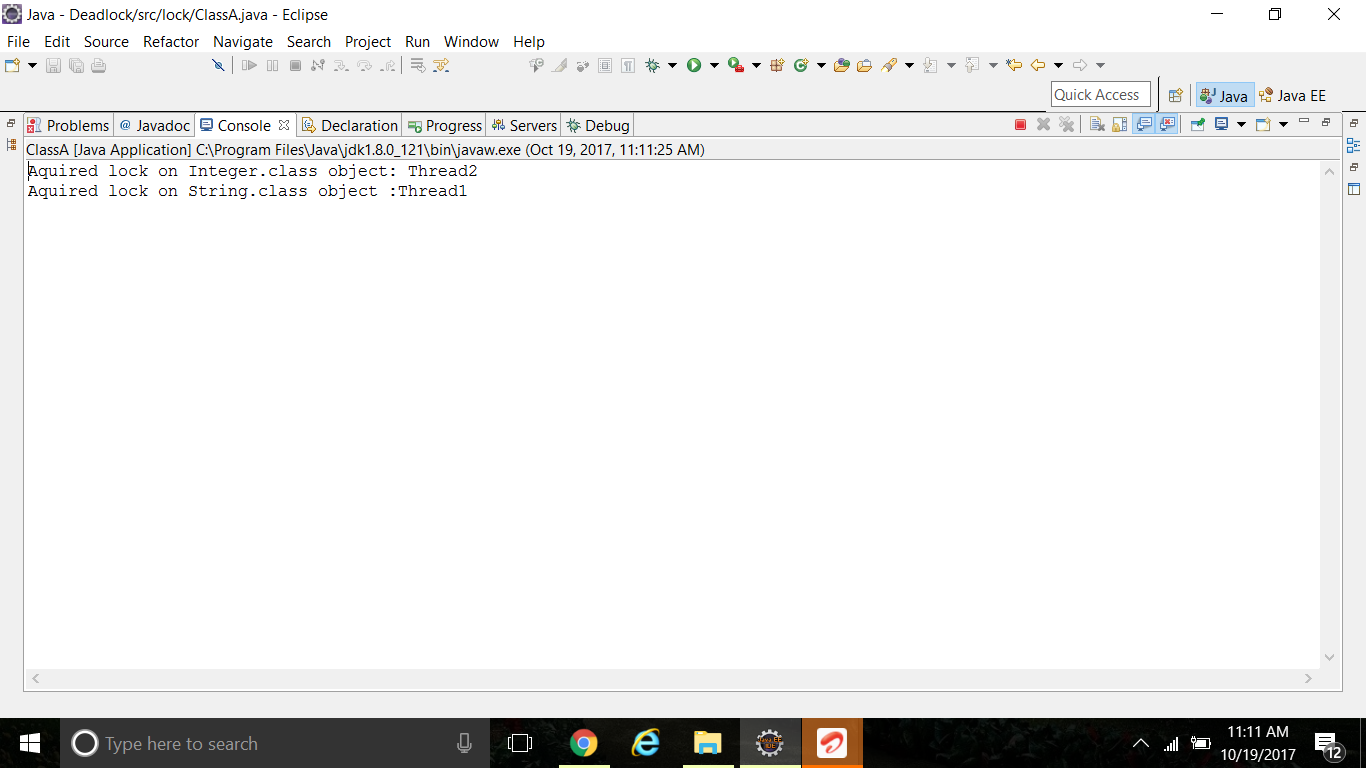 Java - Deadlock/src/lock/ClassA.java - Eclipse
File Edit Source Refactor Navigate Search Project Run Window Help
Quick Access Java Java EE
Problems @ Javadoc Console Declaration Progress Servers Debug
ClassA [Java Application] C:\Program Files\Java\jdk1.8.0_121\bin\javaw.exe (Oct 19, 2017, 11:11:25 AM)
Aquired lock on Integer.class object: Thread2
Aquired lock on String.class object :Thread1
Type here to search
Java EE
IDE
11:11 AM
10/19/2017
12